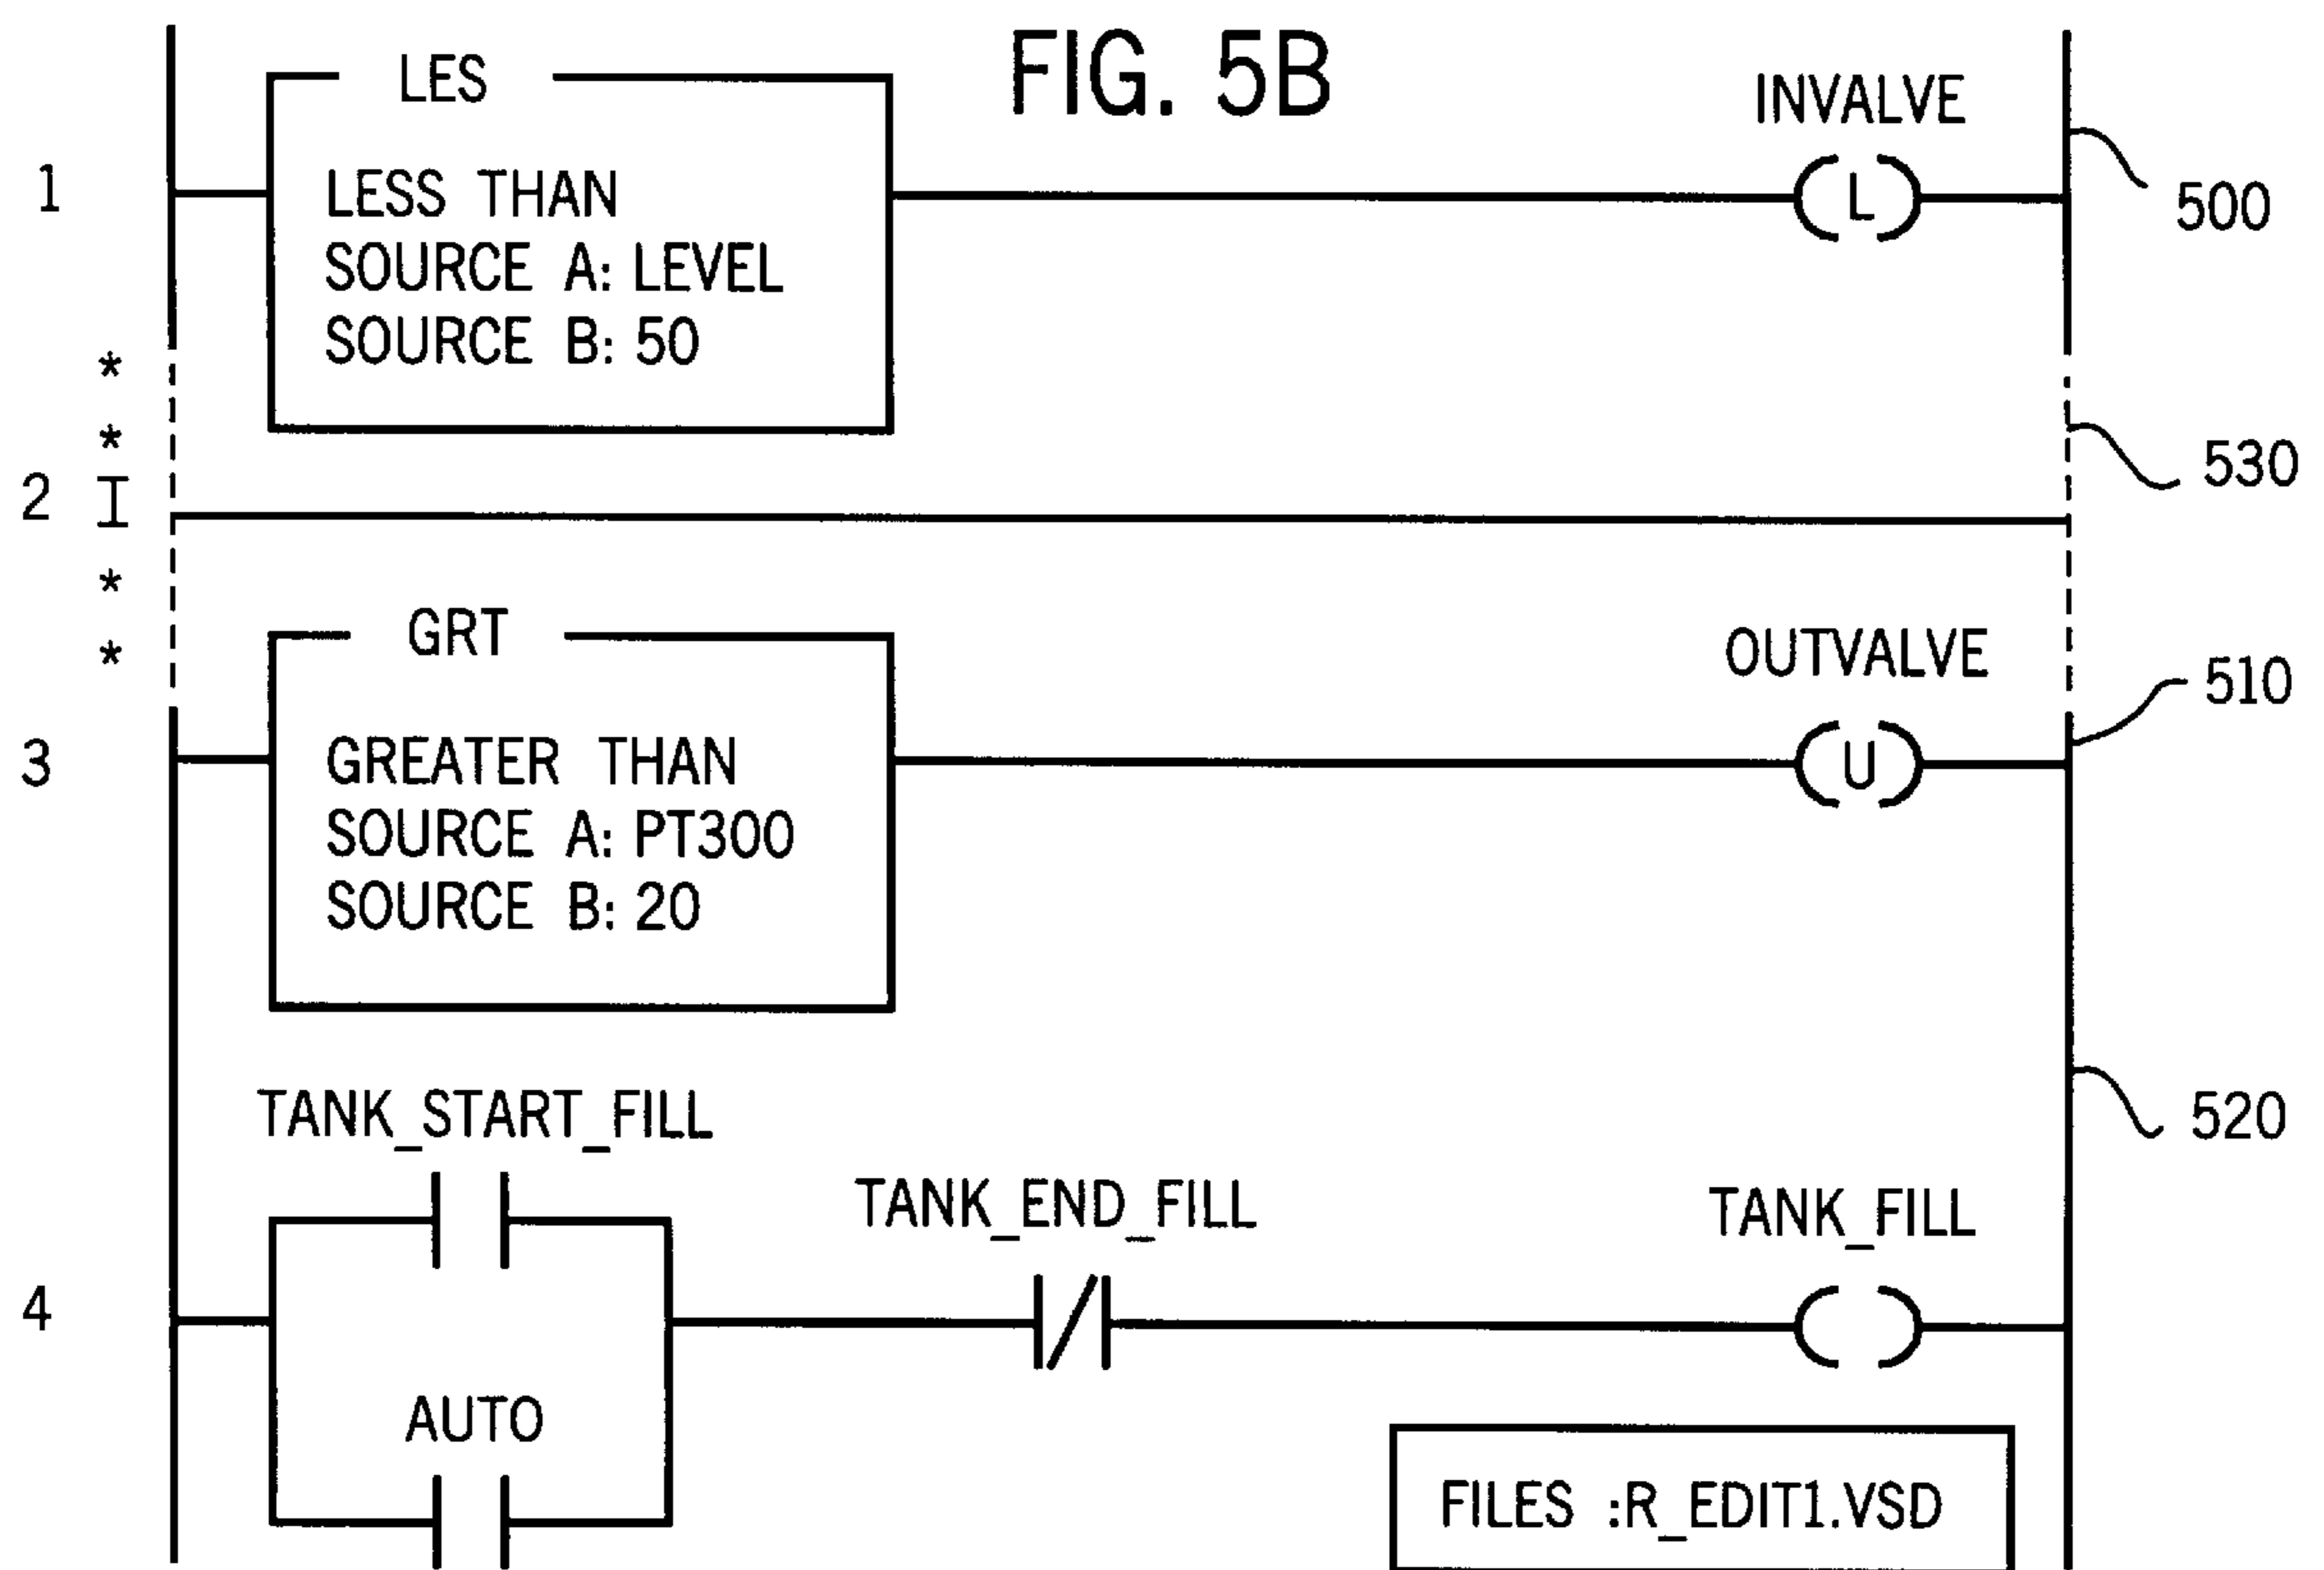 FIG. 5B
LES
INVALVE
1
LESS THAN
L
500
SOURCE A: LEVEL
SOURCE B: 50
*
*
530
2 I
*
*
GRT
OUTVALVE
510
3
GREATER THAN
U
SOURCE A: PT300
SOURCE B: 20
TANK_START_FILL
520
TANK_END_FILL
TANK_FILL
4
AUTO
FILES :R_EDIT1.VSD